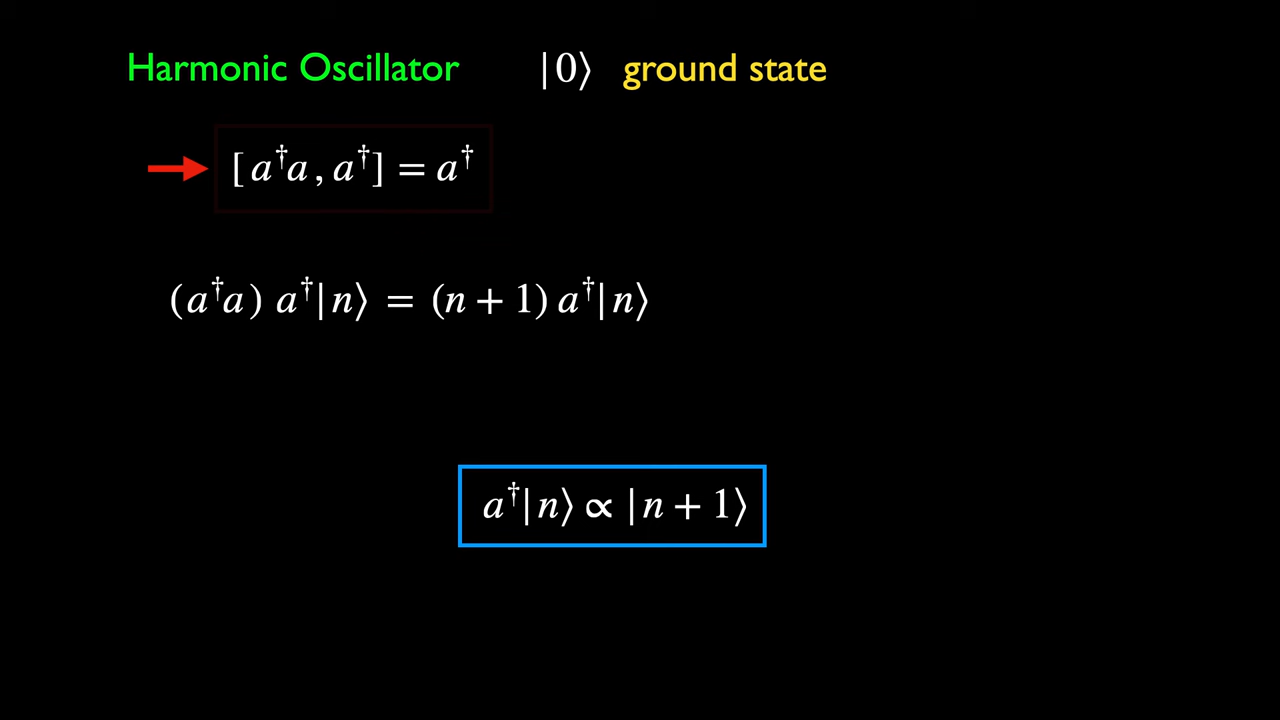 Harmonic Oscillator |0⟩ ground state
[a†a, a†] = a†
(a†a) a†|n⟩ = (n + 1) a†|n⟩
a†|n⟩ ∝ |n + 1⟩